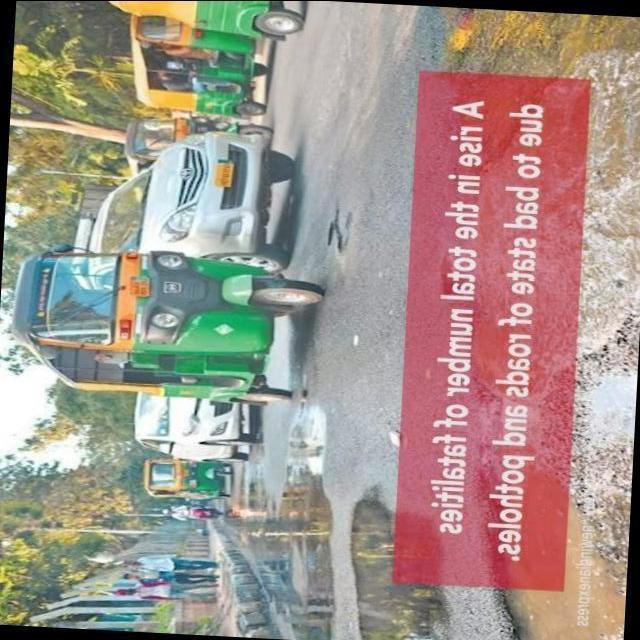 A rise in the total number of fatalities
due to bad state of roads and potholes.